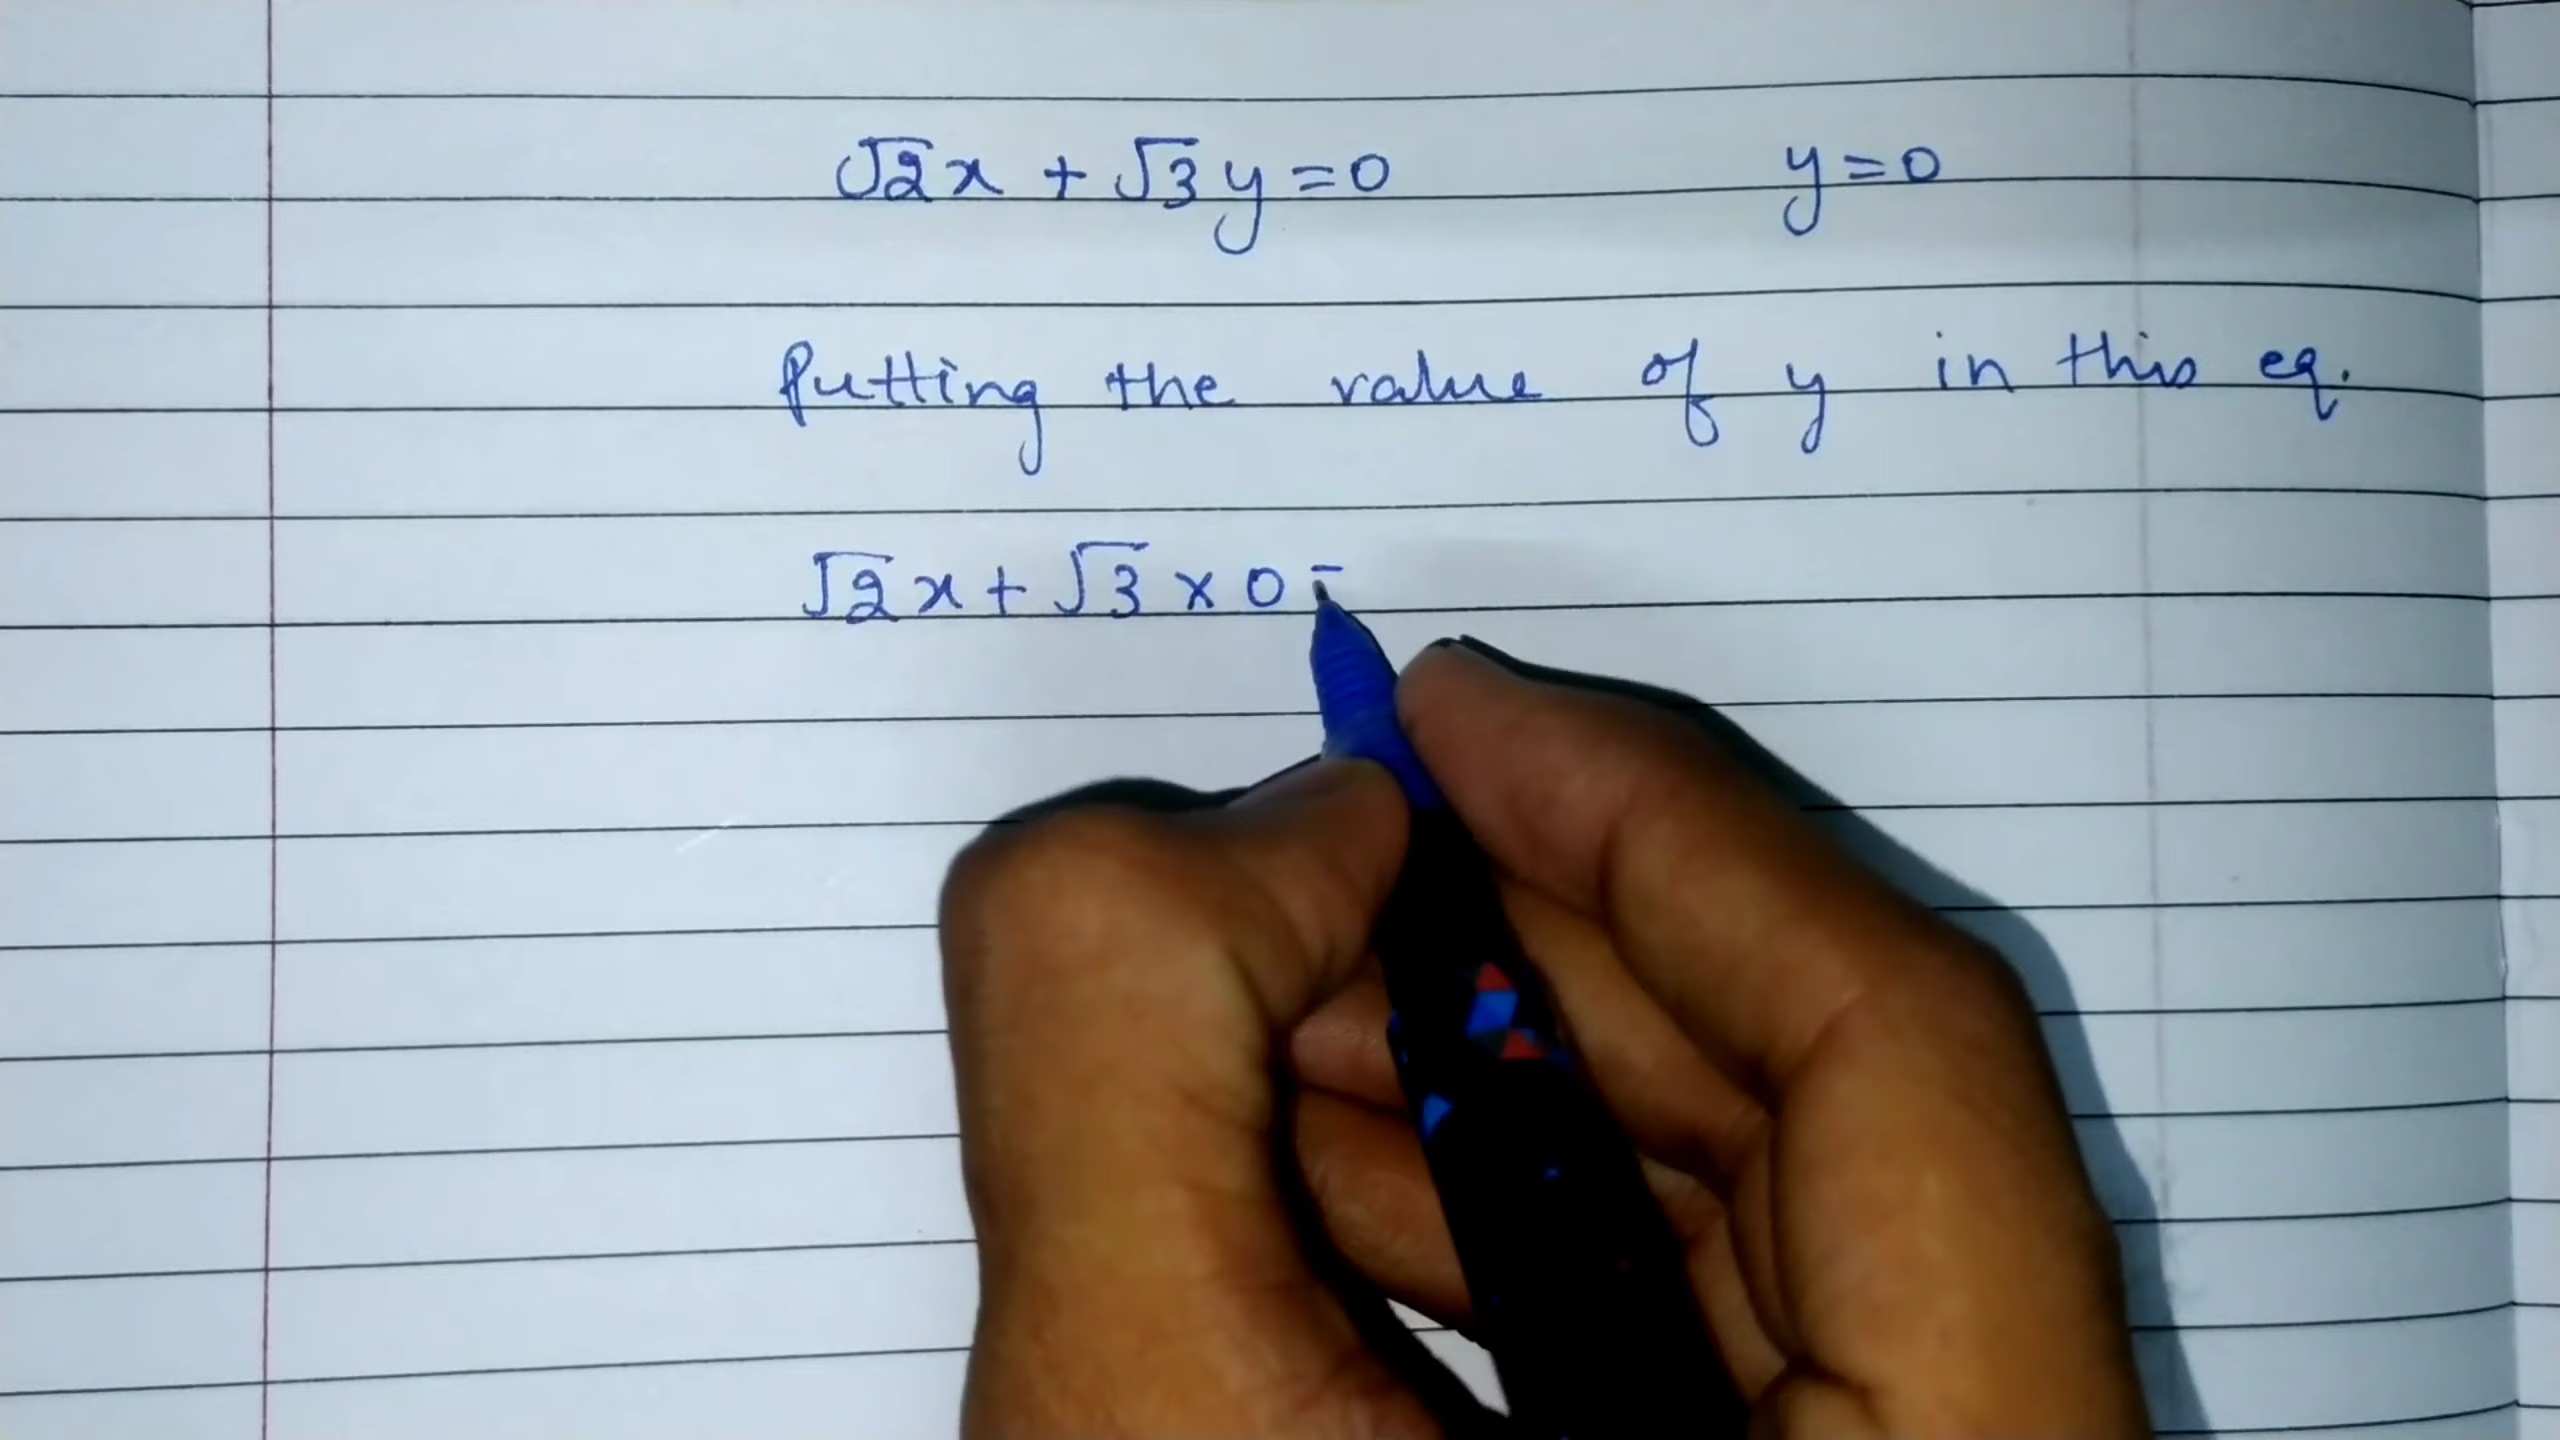 √2x + √3y = 0 y = 0
Putting the value of y in this eq.
√2x + √3 × 0 =